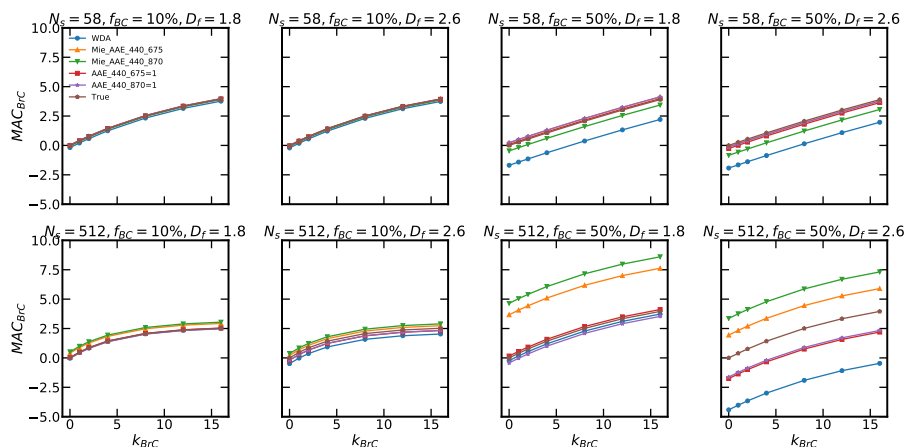 N_s = 58, f_BC = 10%, D_f = 1.8
N_s = 58, f_BC = 10%, D_f = 2.6
N_s = 58, f_BC = 50%, D_f = 1.8
N_s = 58, f_BC = 50%, D_f = 2.6
10.0
7.5
5.0
2.5
0.0
−2.5
−5.0
MAC_BrC
WDA
Mie_AAE_440_675
Mie_AAE_440_870
AAE_440_675=1
AAE_440_870=1
True
N_s = 512, f_BC = 10%, D_f = 1.8
N_s = 512, f_BC = 10%, D_f = 2.6
N_s = 512, f_BC = 50%, D_f = 1.8
N_s = 512, f_BC = 50%, D_f = 2.6
10.0
7.5
5.0
2.5
0.0
−2.5
−5.0
MAC_BrC
0 5 10 15
0 5 10 15
0 5 10 15
0 5 10 15
k_BrC
k_BrC
k_BrC
k_BrC